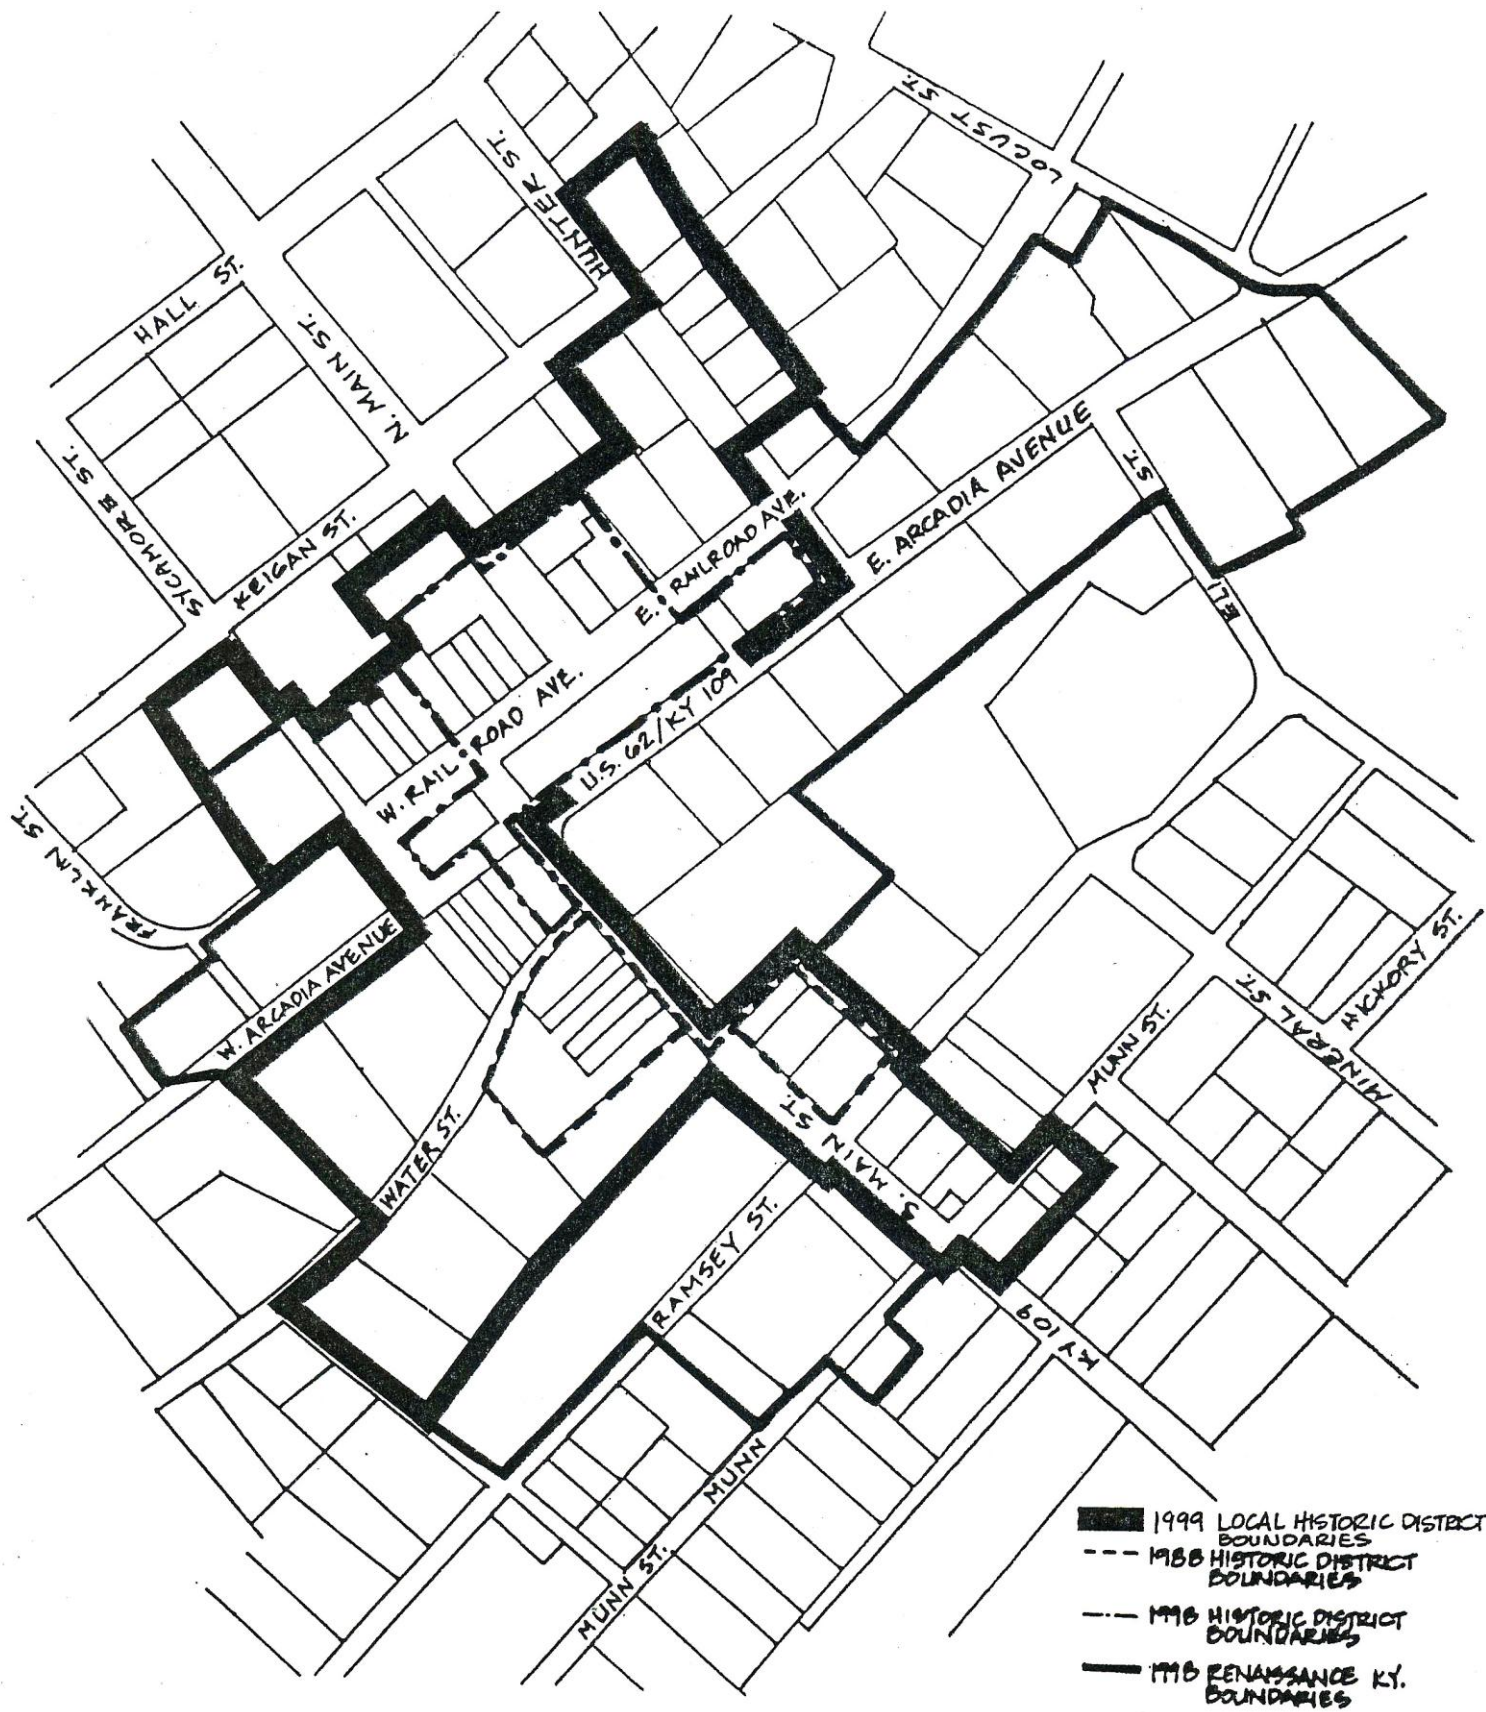 LOCUST ST.
HUNTER ST.
HALL ST.
N. MAIN ST.
SYCAMORE ST.
KEIGAN ST.
E. RAILROAD AVE.
E. ARCADIA AVENUE
ELI ST.
W. RAILROAD AVE.
U.S. 62/KY 109
FRANKLIN ST.
W. ARCADIA AVENUE
WATER ST.
S. MAIN ST.
MUNN ST.
MINERAL ST.
HICKORY ST.
RAMSEY ST.
KY 109
MUNN
MUNN ST.
1999 LOCAL HISTORIC DISTRICT
BOUNDARIES
1988 HISTORIC DISTRICT
BOUNDARIES
1998 HISTORIC DISTRICT
BOUNDARIES
1998 RENAISSANCE KY.
BOUNDARIES